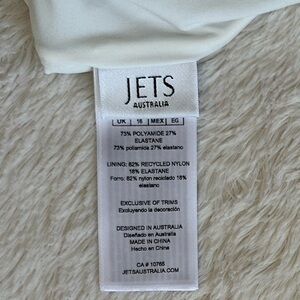 JETS
AUSTRALIA
UK 16 MEX EG
73% POLYAMIDE 27%
ELASTANE
73% poliamide 27% elastano
LINING: 82% RECYCLED NYLON
18% ELASTANE
Forro: 82% nylon reciclado 18%
elastano
EXCLUSIVE OF TRIMS
Excluyendo la decoración
DESIGNED IN AUSTRALIA
Diseñado en Australia
MADE IN CHINA
Hecho en China
CA # 10765
JETSAUSTRALIA.COM